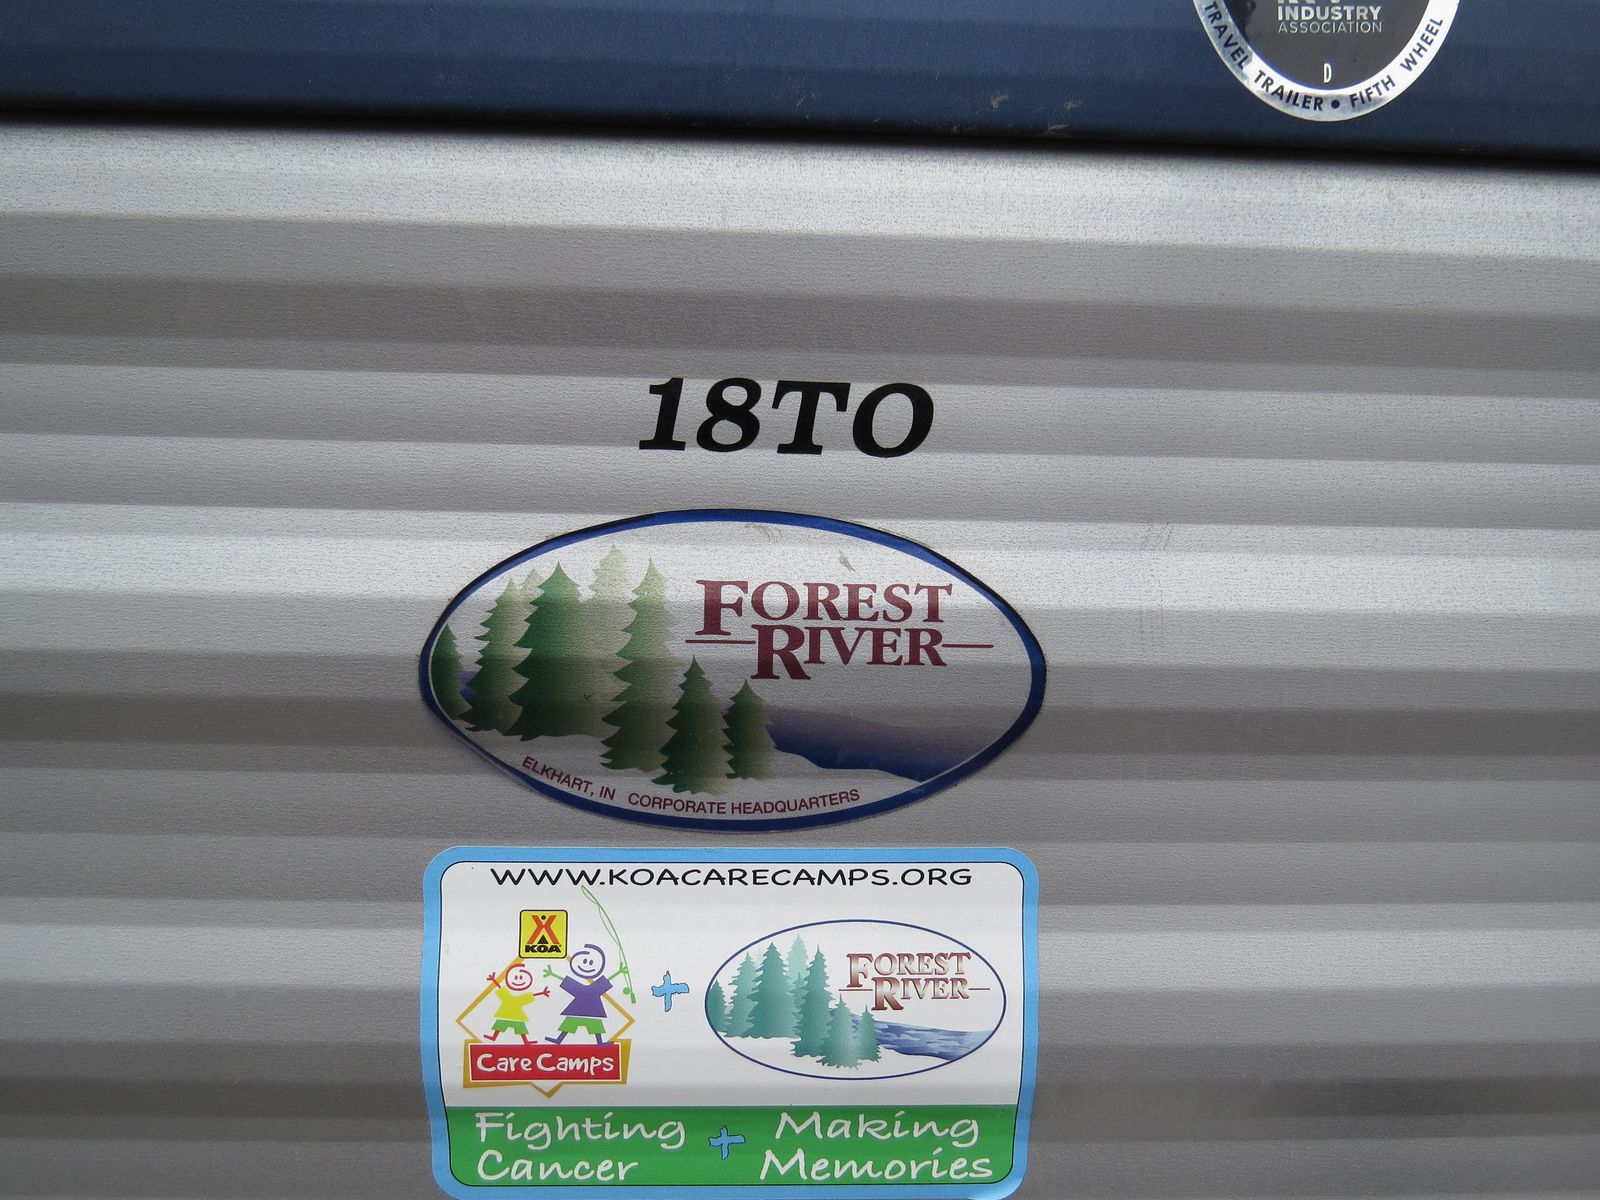 INDUSTRY
ASSOCIATION
D
TRAVEL TRAILER • FIFTH WHEEL
18TO
FOREST
RIVER
ELKHART, IN CORPORATE HEADQUARTERS
WWW.KOACARECAMPS.ORG
KOA
Care Camps
+
FOREST
RIVER
Fighting + Making
Cancer Memories